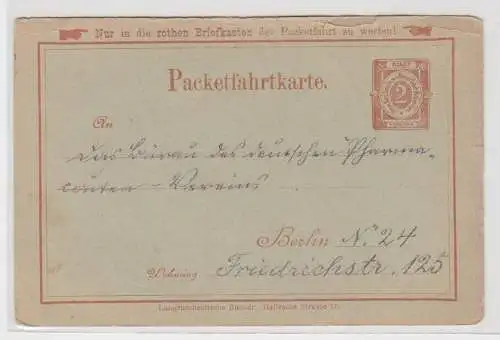 Nur in die rothen Briefkasten der Packetfahrt zu werfen!
Packetfahrtkarte.
2
An
das Bureau des deutschen Pharma-
ceuten-Vereins
Berlin N. 24
Wohnung Friedrichstr. 125